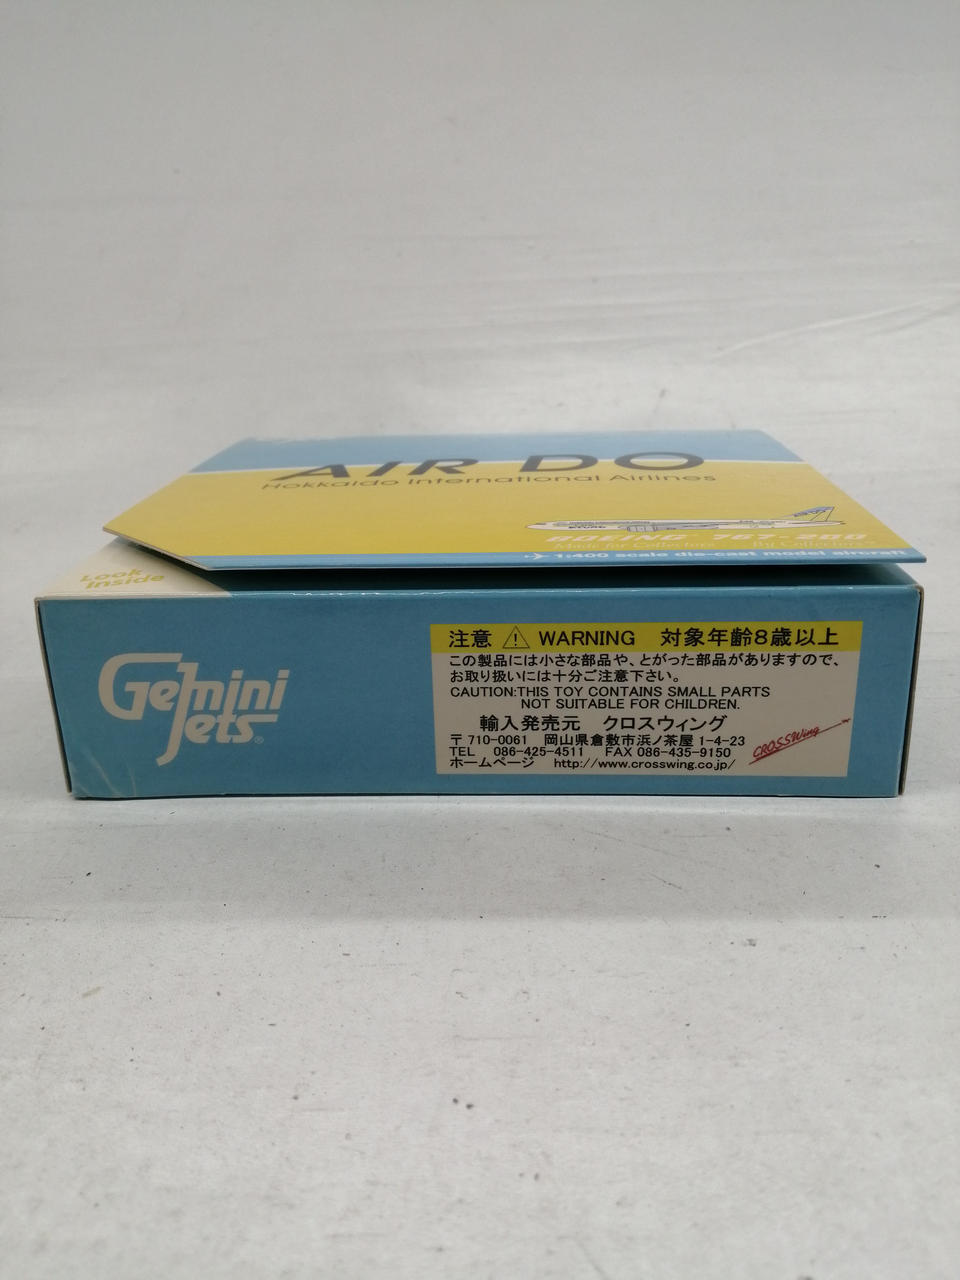 AIR DO
Hokkaido International Airlines
BOEING 767-200
Made for Collectors By Collectors
1:400 scale die-cast model aircraft
Look
Inside
Gemini
Jets®
注意 WARNING 対象年齢8歳以上
この製品には小さな部品や、とがった部品がありますので、
お取り扱いには十分ご注意下さい。
CAUTION:THIS TOY CONTAINS SMALL PARTS
NOT SUITABLE FOR CHILDREN.
輸入発売元 クロスウィング
〒710-0061 岡山県倉敷市浜ノ茶屋 1-4-23
TEL 086-425-4511 FAX 086-435-9150
ホームページ http://www.crosswing.co.jp/
CROSSWing